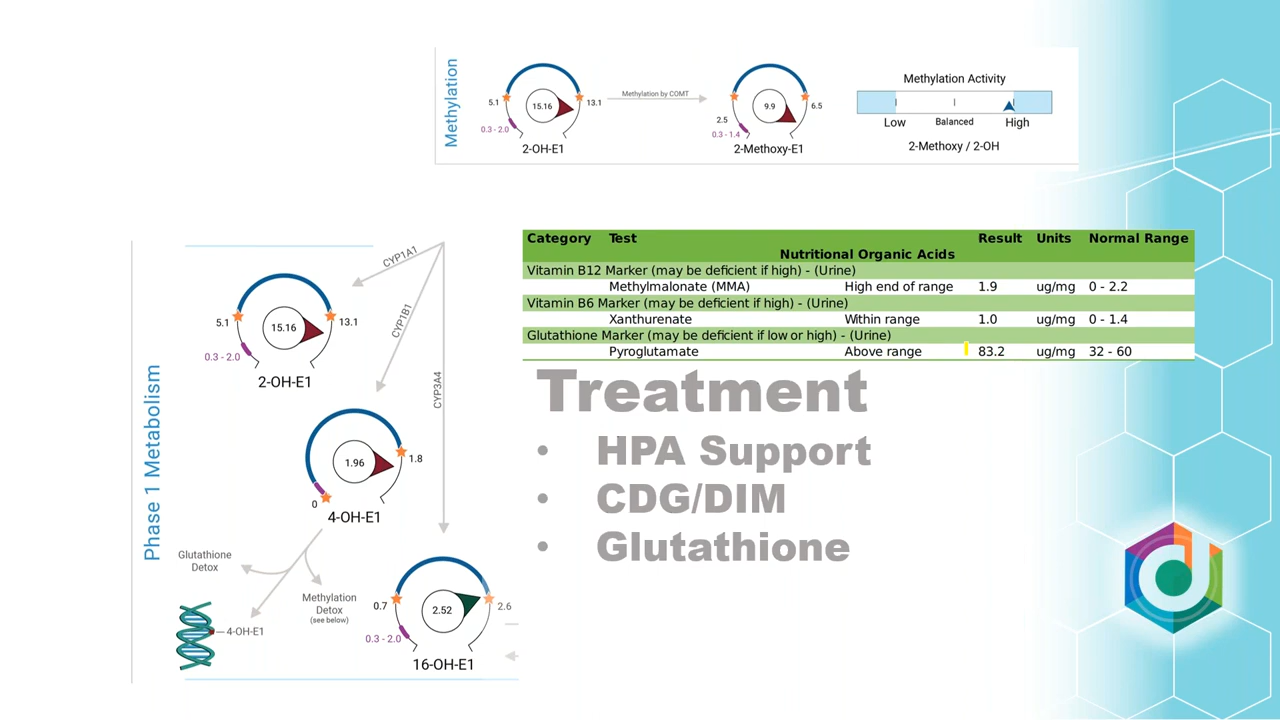 Methylation
5.1
15.16
13.1
0.3 - 2.0
2-OH-E1
Methylation by COMT
2.5
9.9
6.5
0.3 - 1.4
2-Methoxy-E1
Methylation Activity
Low Balanced High
2-Methoxy / 2-OH
Phase 1 Metabolism
CYP1A1
CYP1B1
CYP3A4
5.1
15.16
13.1
0.3 - 2.0
2-OH-E1
1.96
1.8
0
4-OH-E1
Glutathione
Detox
Methylation
Detox
(see below)
4-OH-E1
0.7
2.52
2.6
0.3 - 2.0
16-OH-E1
Category Test Result Units Normal Range
Nutritional Organic Acids
Vitamin B12 Marker (may be deficient if high) - (Urine)
Methylmalonate (MMA) High end of range 1.9 ug/mg 0 - 2.2
Vitamin B6 Marker (may be deficient if high) - (Urine)
Xanthurenate Within range 1.0 ug/mg 0 - 1.4
Glutathione Marker (may be deficient if low or high) - (Urine)
Pyroglutamate Above range 83.2 ug/mg 32 - 60
Treatment
• HPA Support
• CDG/DIM
• Glutathione